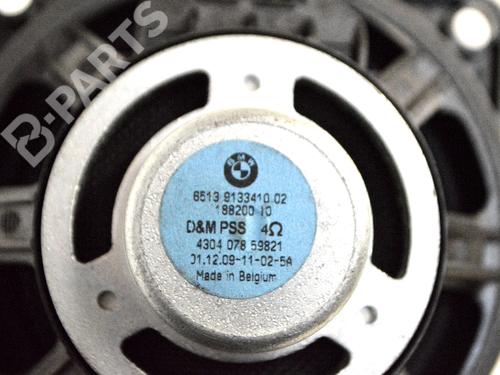 B-PARTS
BMW
6513 9133410 02
188200 10
D&M PSS 4Ω
4304 078 59821
01.12.09-11-02-5A
Made in Belgium